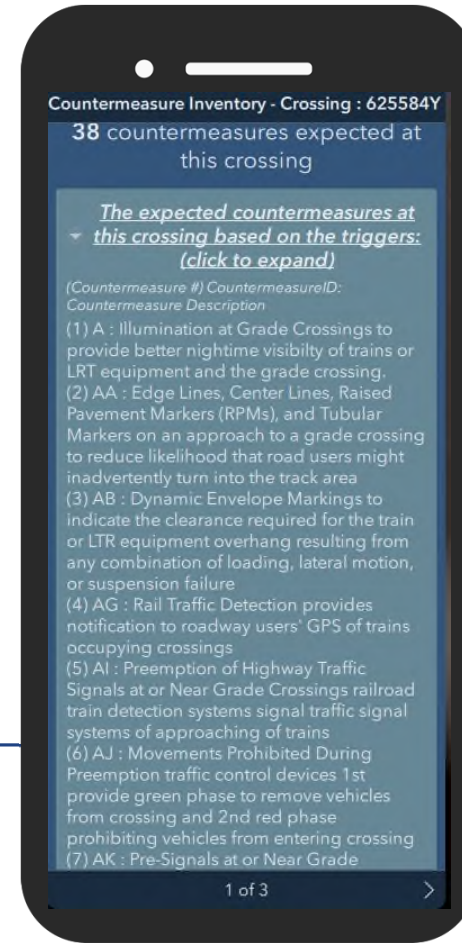 Countermeasure Inventory - Crossing : 625584Y
38 countermeasures expected at
this crossing
The expected countermeasures at
this crossing based on the triggers:
(click to expand)
(Countermeasure #) CountermeasureID:
Countermeasure Description
(1) A : Illumination at Grade Crossings to
provide better nightime visibilty of trains or
LRT equipment and the grade crossing.
(2) AA : Edge Lines, Center Lines, Raised
Pavement Markers (RPMs), and Tubular
Markers on an approach to a grade crossing
to reduce likelihood that road users might
inadvertently turn into the track area
(3) AB : Dynamic Envelope Markings to
indicate the clearance required for the train
or LTR equipment overhang resulting from
any combination of loading, lateral motion,
or suspension failure
(4) AG : Rail Traffic Detection provides
notification to roadway users' GPS of trains
occupying crossings
(5) AI : Preemption of Highway Traffic
Signals at or Near Grade Crossings railroad
train detection systems signal traffic signal
systems of approaching of trains
(6) AJ : Movements Prohibited During
Preemption traffic control devices 1st
provide green phase to remove vehicles
from crossing and 2nd red phase
prohibiting vehicles from entering crossing
(7) AK : Pre-Signals at or Near Grade
1 of 3